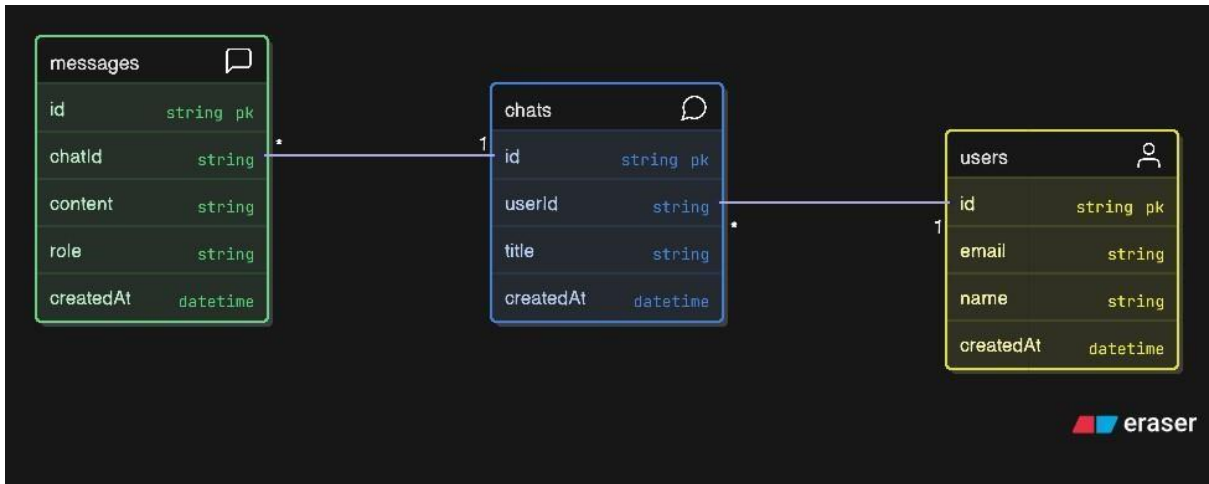 messages
id string pk
chatId string
content string
role string
createdAt datetime
*
1
chats
id string pk
userId string
title string
createdAt datetime
*
1
users
id string pk
email string
name string
createdAt datetime
eraser